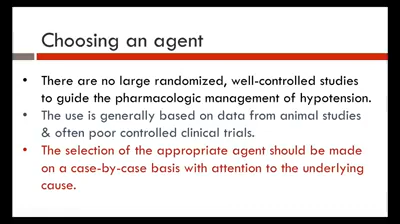 Choosing an agent
• There are no large randomized, well-controlled studies
to guide the pharmacologic management of hypotension.
• The use is generally based on data from animal studies
& often poor controlled clinical trials.
• The selection of the appropriate agent should be made
on a case-by-case basis with attention to the underlying
cause.